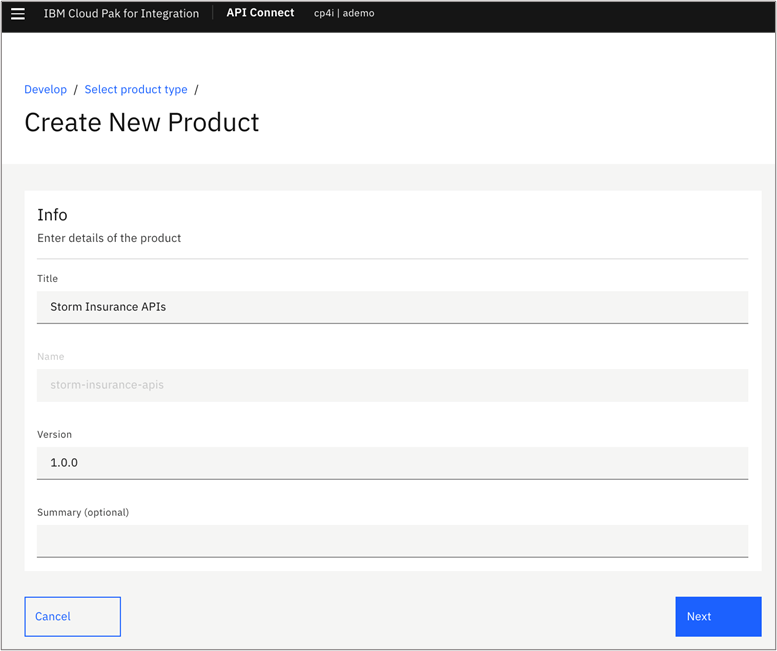 IBM Cloud Pak for Integration API Connect cp4i | ademo
Develop / Select product type /
Create New Product
Info
Enter details of the product
Title
Storm Insurance APIs
Name
storm-insurance-apis
Version
1.0.0
Summary (optional)
Cancel Next